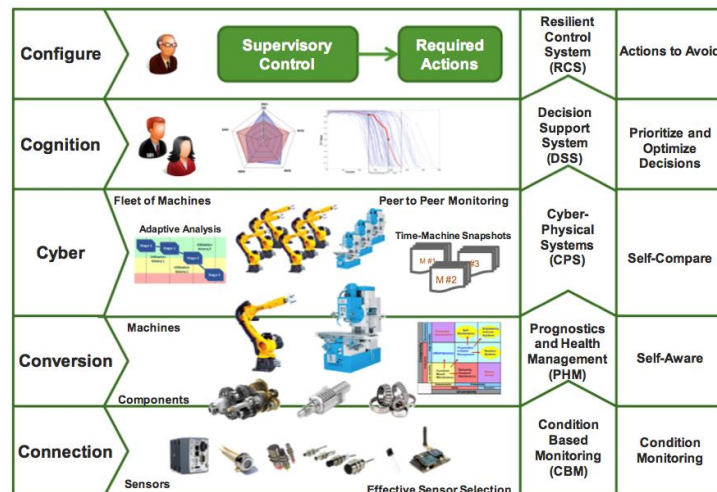 Configure
Supervisory
Control
Required
Actions
Resilient
Control
System
(RCS)
Actions to Avoid
Cognition
Decision
Support
System
(DSS)
Prioritize and
Optimize
Decisions
Cyber
Fleet of Machines
Peer to Peer Monitoring
Adaptive Analysis
Time-Machine Snapshots
M #1
#3
M #2
Cyber-
Physical
Systems
(CPS)
Self-Compare
Conversion
Machines
Components
Prognostics
and Health
Management
(PHM)
Self-Aware
Connection
Sensors
Effective Sensor Selection
Condition
Based
Monitoring
(CBM)
Condition
Monitoring